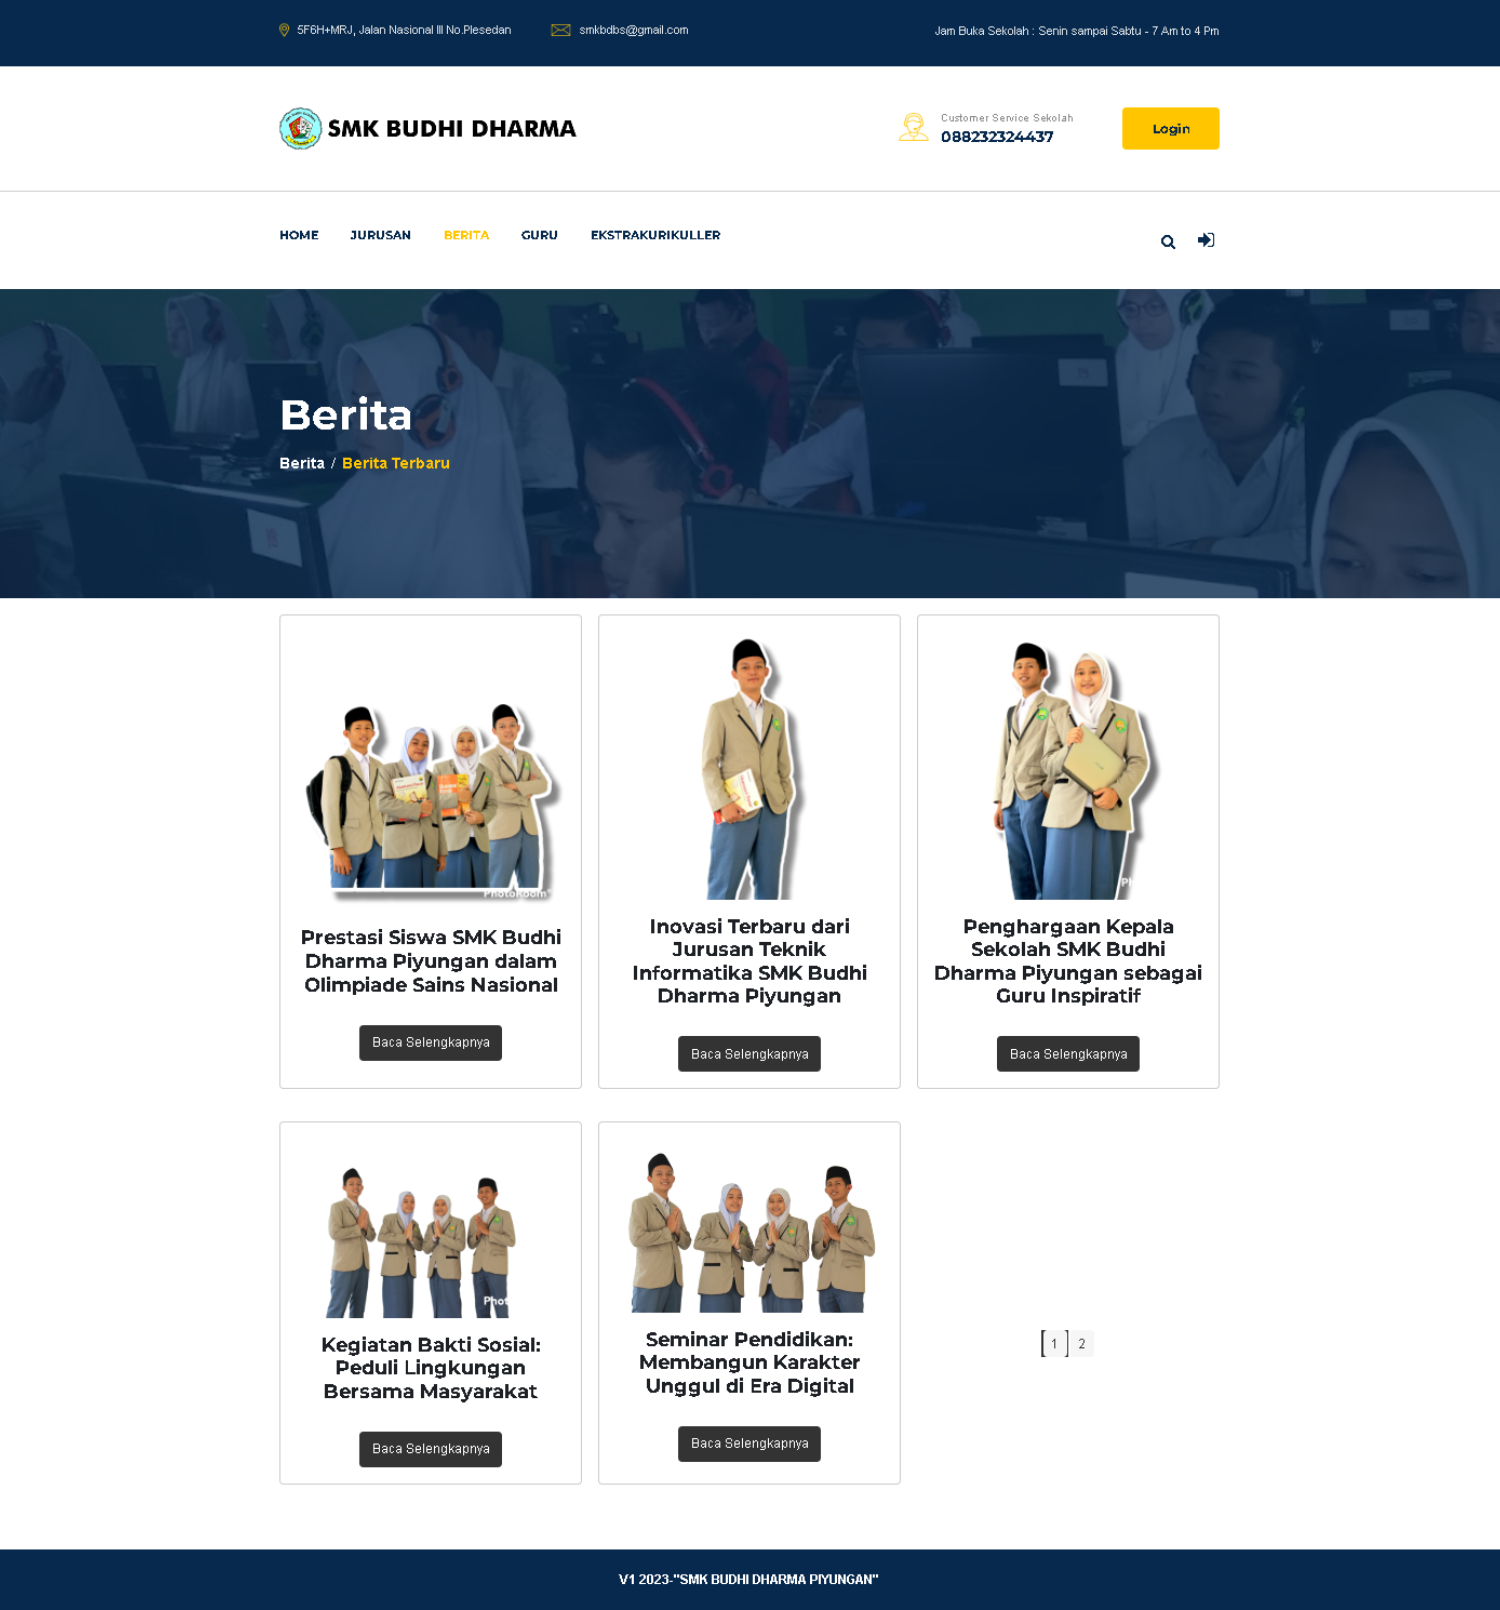 5F6H+MRJ, Jalan Nasional III No.Plesedan
smkbdbs@gmail.com
Jam Buka Sekolah : Senin sampai Sabtu - 7 Am to 4 Pm
SMK BUDHI DHARMA
Customer Service Sekolah
088232324437
Login
HOME JURUSAN BERITA GURU EKSTRAKURIKULLER
Berita
Berita / Berita Terbaru
PhotoRoom
Prestasi Siswa SMK Budhi
Dharma Piyungan dalam
Olimpiade Sains Nasional
Baca Selengkapnya
Inovasi Terbaru dari
Jurusan Teknik
Informatika SMK Budhi
Dharma Piyungan
Baca Selengkapnya
Penghargaan Kepala
Sekolah SMK Budhi
Dharma Piyungan sebagai
Guru Inspiratif
Baca Selengkapnya
Kegiatan Bakti Sosial:
Peduli Lingkungan
Bersama Masyarakat
Baca Selengkapnya
Seminar Pendidikan:
Membangun Karakter
Unggul di Era Digital
Baca Selengkapnya
1 2
V1 2023-"SMK BUDHI DHARMA PIYUNGAN"